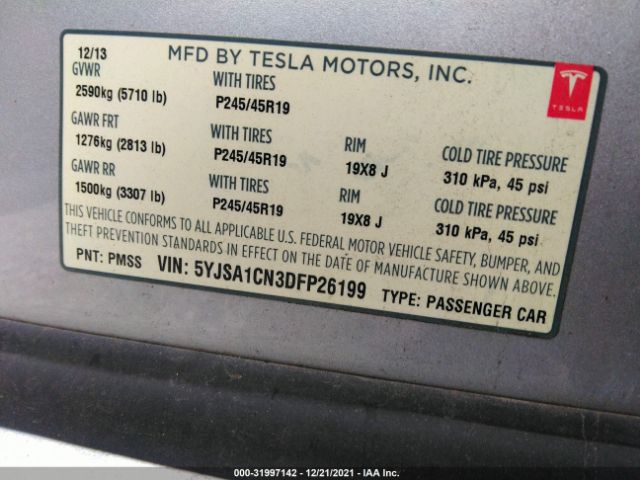 12/13
MFD BY TESLA MOTORS, INC.
TESLA
GVWR
2590kg (5710 lb)
WITH TIRES
P245/45R19
GAWR FRT
1276kg (2813 lb)
WITH TIRES
P245/45R19
RIM
19X8 J
COLD TIRE PRESSURE
310 kPa, 45 psi
GAWR RR
1500kg (3307 lb)
WITH TIRES
P245/45R19
RIM
19X8 J
COLD TIRE PRESSURE
310 kPa, 45 psi
THIS VEHICLE CONFORMS TO ALL APPLICABLE U.S. FEDERAL MOTOR VEHICLE SAFETY, BUMPER, AND
THEFT PREVENTION STANDARDS IN EFFECT ON THE DATE OF MANUFACTURE SHOWN ABOVE.
PNT: PMSS VIN: 5YJSA1CN3DFP26199 TYPE: PASSENGER CAR
000-31997142 - 12/21/2021 - IAA Inc.